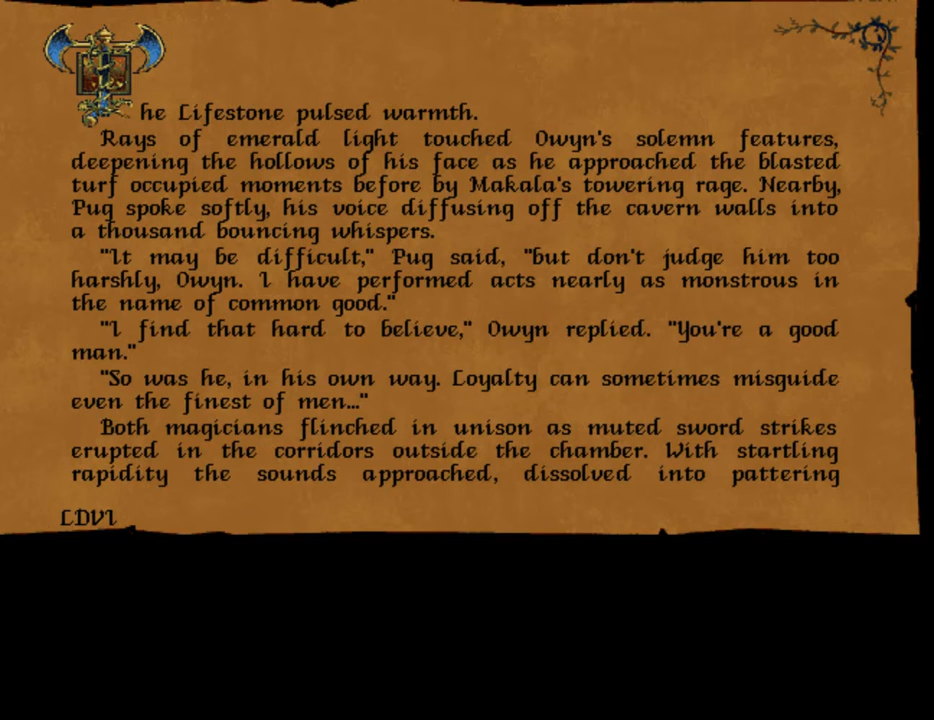 he Lifestone pulsed warmth.
Rays of emerald light touched Owyn's solemn features,
deepening the hollows of his face as he approached the blasted
turf occupied moments before by Makala's towering rage. Nearby,
Pug spoke softly, his voice diffusing off the cavern walls into
a thousand bouncing whispers.
"It may be difficult," Pug said, "but don't judge him too
harshly, Owyn. I have performed acts nearly as monstrous in
the name of common good."
"I find that hard to believe," Owyn replied. "You're a good
man."
"So was he, in his own way. Loyalty can sometimes misguide
even the finest of men..."
Both magicians flinched in unison as muted sword strikes
erupted in the corridors outside the chamber. With startling
rapidity the sounds approached, dissolved into pattering
LDVI